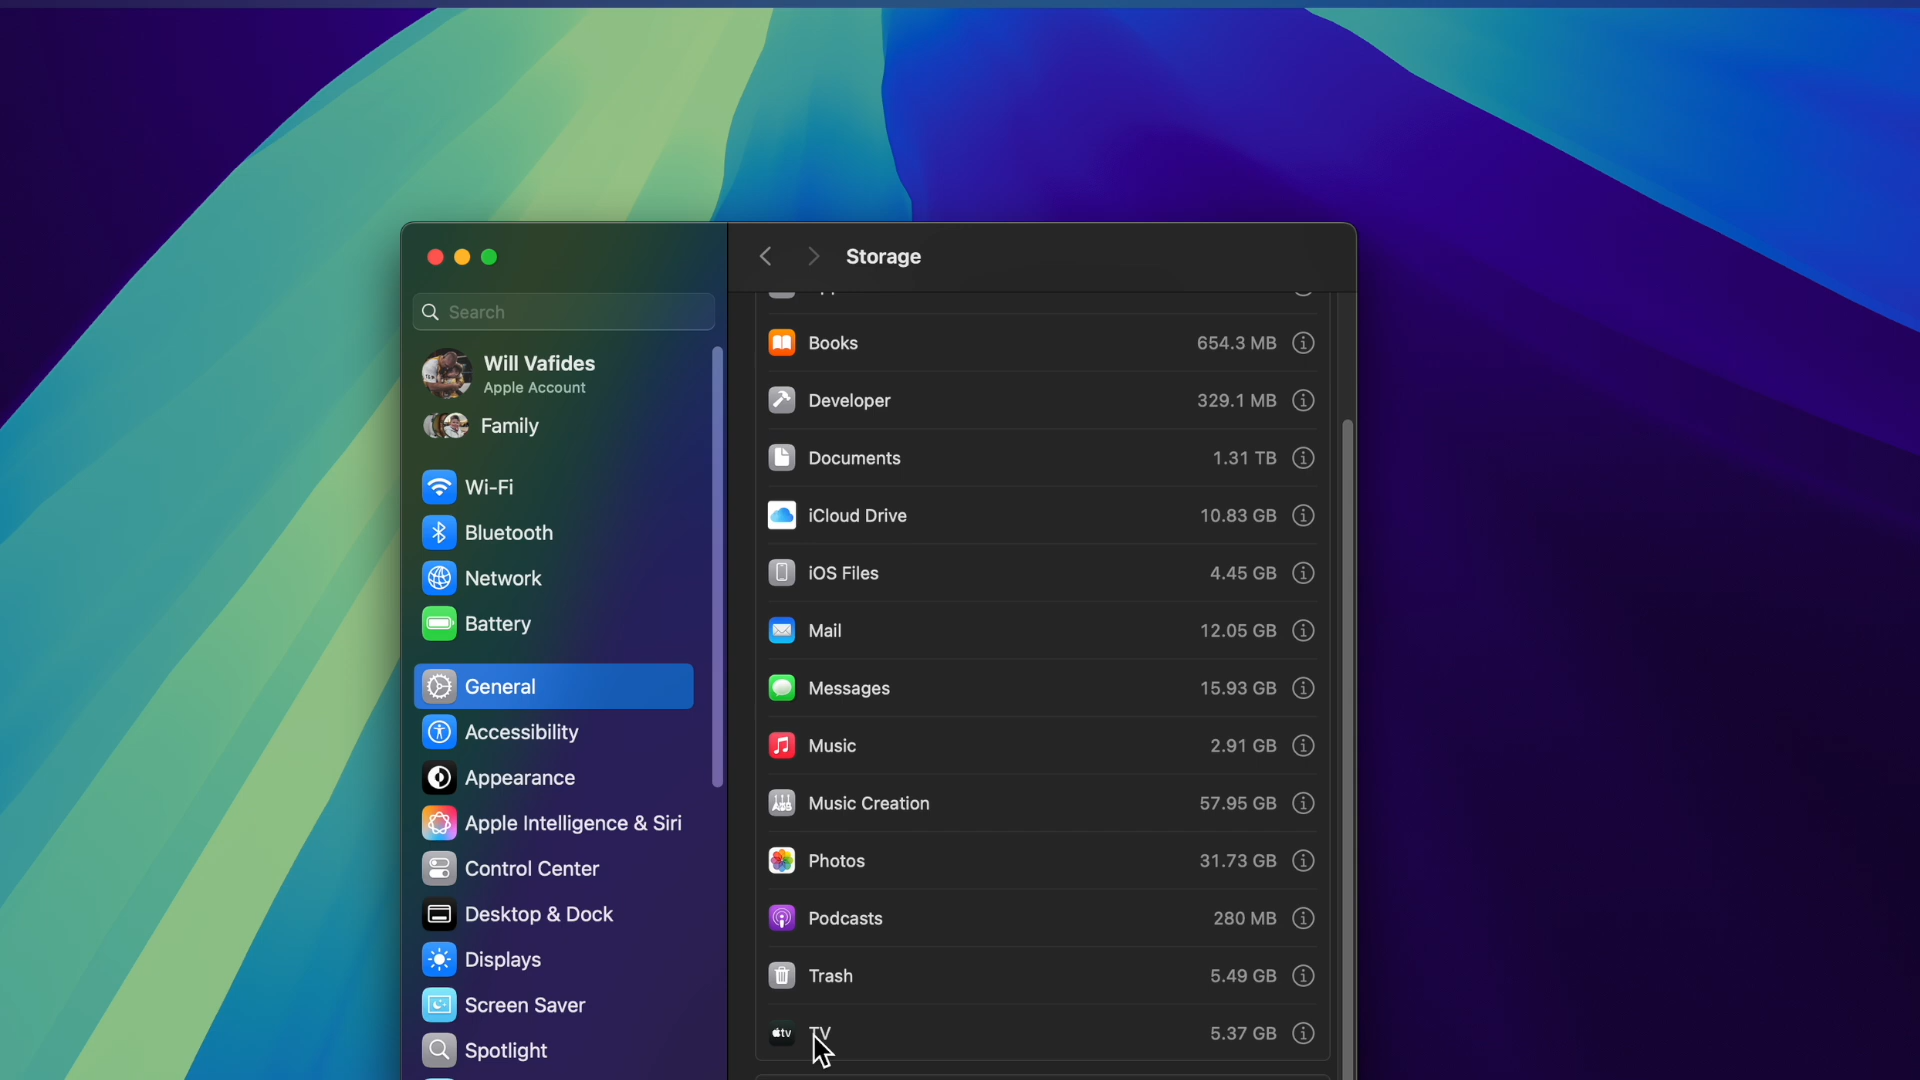 Storage
Search
Will Vafides
Apple Account
Family
Wi-Fi
Bluetooth
Network
Battery
General
Accessibility
Appearance
Apple Intelligence & Siri
Control Center
Desktop & Dock
Displays
Screen Saver
Spotlight
Books 654.3 MB
Developer 329.1 MB
Documents 1.31 TB
iCloud Drive 10.83 GB
iOS Files 4.45 GB
Mail 12.05 GB
Messages 15.93 GB
Music 2.91 GB
Music Creation 57.95 GB
Photos 31.73 GB
Podcasts 280 MB
Trash 5.49 GB
tv TV 5.37 GB